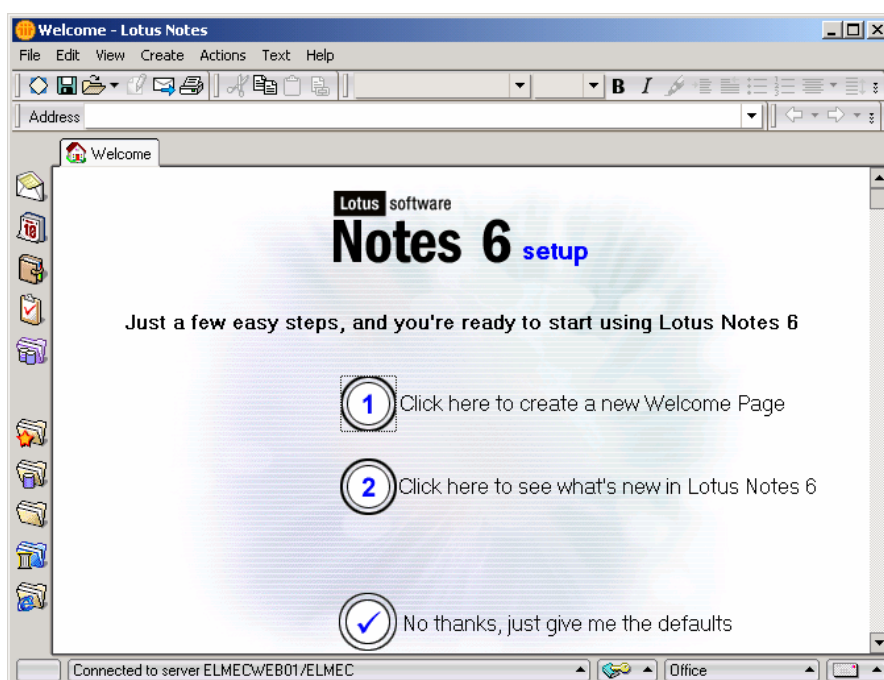 Welcome - Lotus Notes
File Edit View Create Actions Text Help
B I
Address
Welcome
18
Lotus software
Notes 6 setup
Just a few easy steps, and you're ready to start using Lotus Notes 6
1 Click here to create a new Welcome Page
2 Click here to see what's new in Lotus Notes 6
No thanks, just give me the defaults
Connected to server ELMECWEB01/ELMEC Office